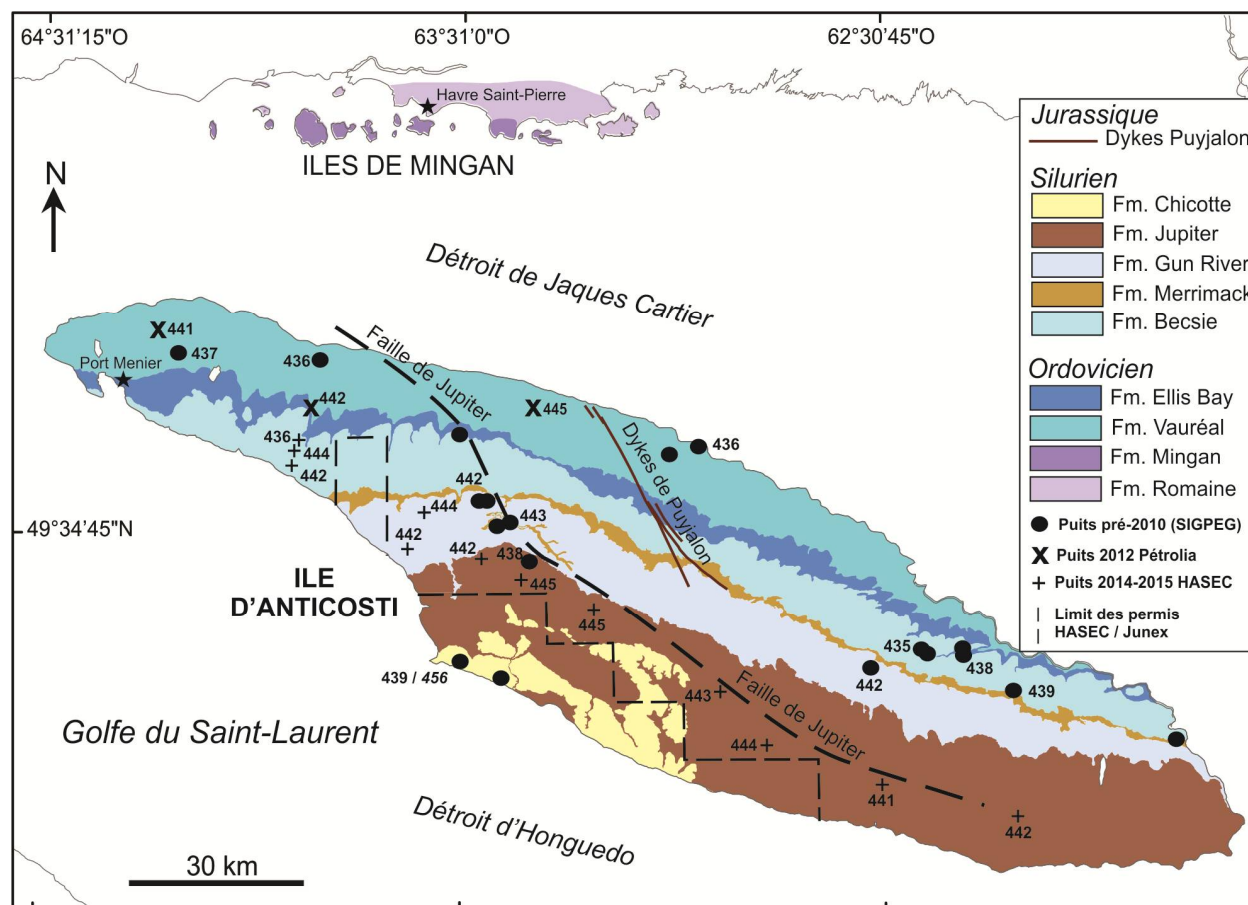 64°31'15"O
63°31'0"O
62°30'45"O
Havre Saint-Pierre
ILES DE MINGAN
N
Détroit de Jaques Cartier
Jurassique
Dykes Puyjalon
Silurien
Fm. Chicotte
Fm. Jupiter
Fm. Gun River
Fm. Merrimack
Fm. Becsie
Ordovicien
Fm. Ellis Bay
Fm. Vauréal
Fm. Mingan
Fm. Romaine
Puits pré-2010 (SIGPEG)
X Puits 2012 Pétrolia
+ Puits 2014-2015 HASEC
Limit des permis
HASEC / Junex
X 441
437
Port Menier
436
Faille de Jupiter
X 442
X 445
436
436
444
442
Dykes de Puyjalon
442
444
443
442
442
438
445
49°34'45"N
ILE
D'ANTICOSTI
445
435
438
442
439
439 / 456
443
Faille de Jupiter
444
441
442
Golfe du Saint-Laurent
Détroit d'Honguedo
30 km